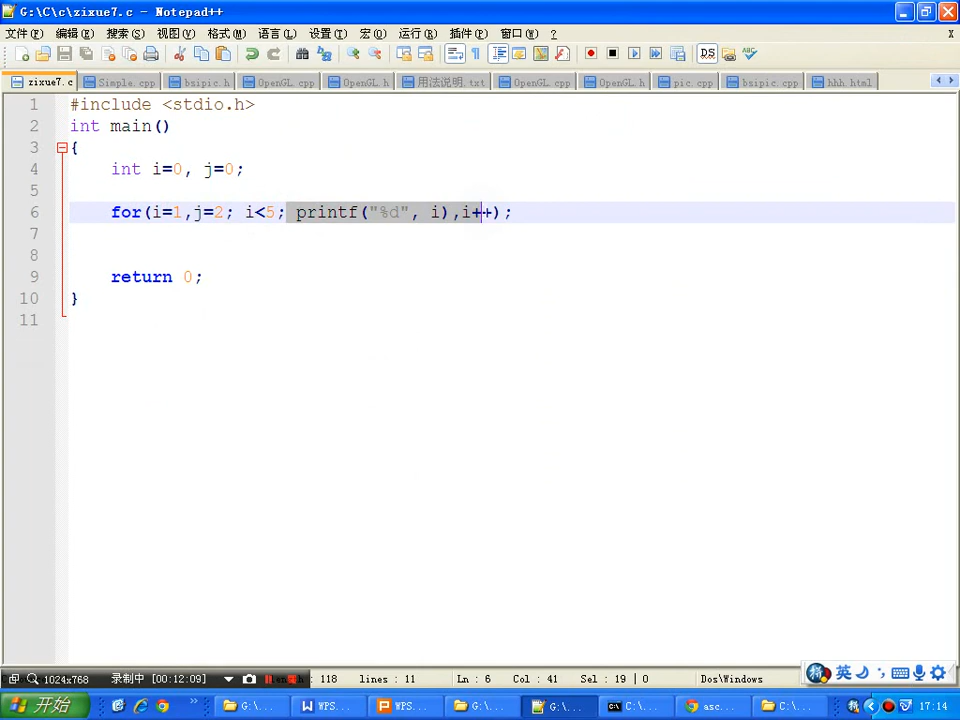 G:\C\c\zixue7.c - Notepad++
文件(F) 编辑(E) 搜索(S) 视图(V) 格式(M) 语言(L) 设置(T) 宏(O) 运行(R) 插件(P) 窗口(W) ? X
zixue7.c Simple.cpp bsipic.h OpenGL.cpp OpenGL.h 用法说明.txt OpenGL.cpp OpenGL.h pic.cpp bsipic.cpp hhh.html
1 #include <stdio.h>
2 int main()
3 {
4 int i=0, j=0;
5
6 for(i=1,j=2; i<5; printf("%d", i),i++);
7
8
9 return 0;
10 }
11
1024x768 录制中 [00:12:09] length : 118 lines : 11 Ln : 6 Col : 41 Sel : 19 | 0 Dos\Windows 英
开始 G:\... WPS... WPS... G:\... G:\... C:\... asc... C:\... 17:14